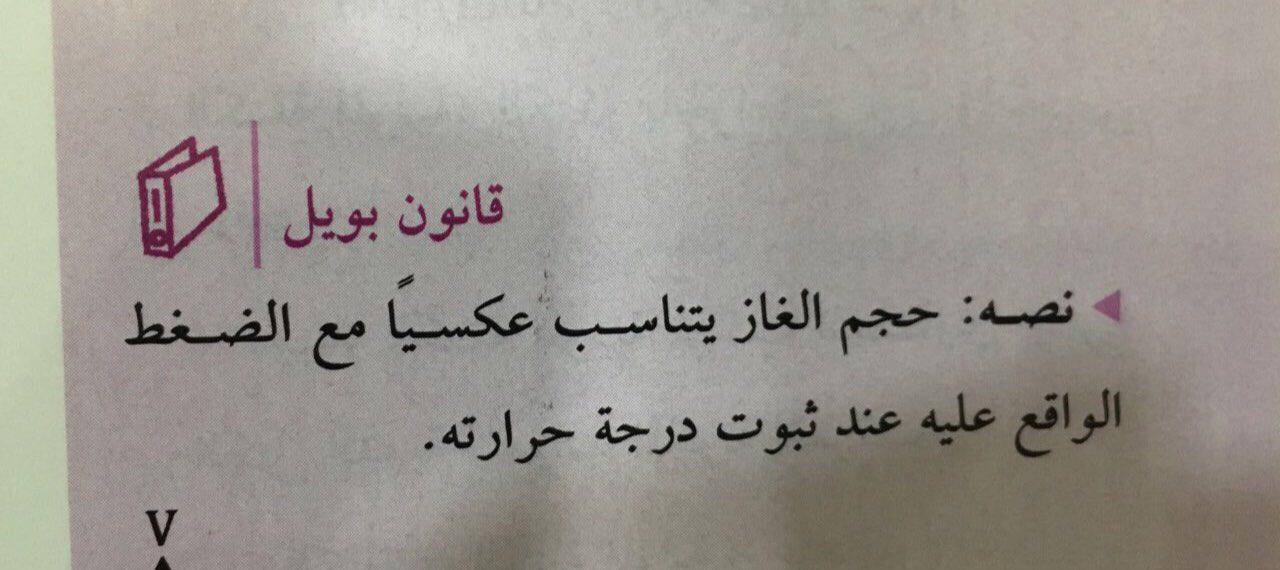 قانون بويل
نصه: حجم الغاز يتناسب عكسياً مع الضغط
الواقع عليه عند ثبوت درجة حرارته.
V